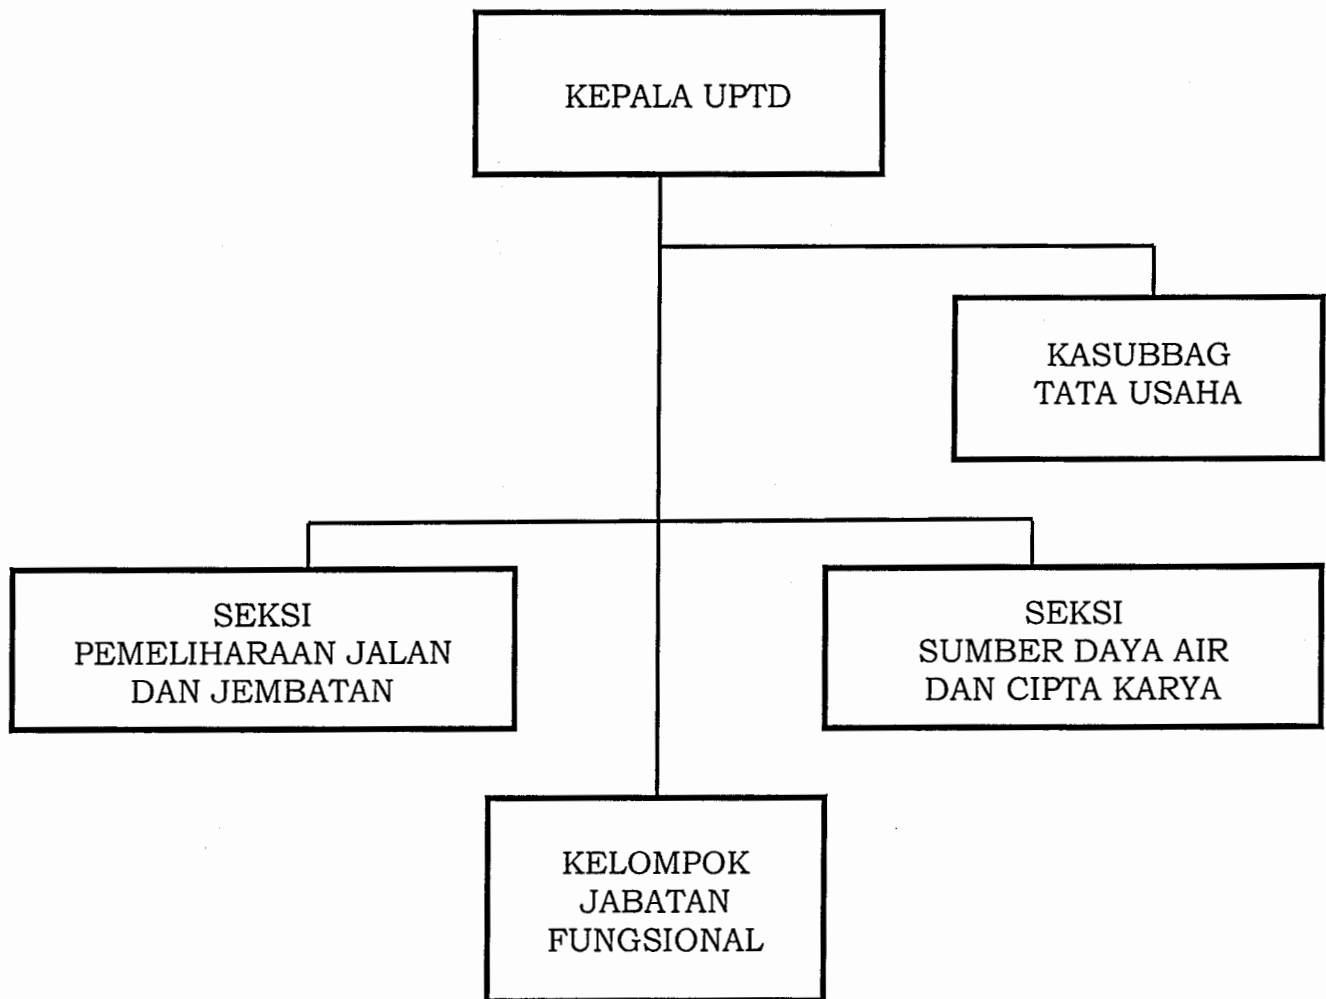 KEPALA UPTD
KASUBBAG
TATA USAHA
SEKSI
PEMELIHARAAN JALAN
DAN JEMBATAN
SEKSI
SUMBER DAYA AIR
DAN CIPTA KARYA
KELOMPOK
JABATAN
FUNGSIONAL